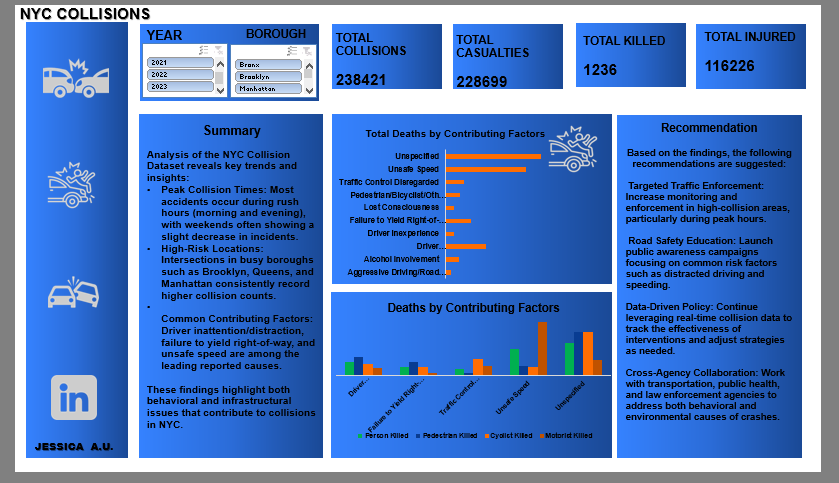 NYC COLLISIONS
YEAR
2021
2022
2023
BOROUGH
Bronx
Brooklyn
Manhattan
TOTAL
COLLISIONS
238421
TOTAL
CASUALTIES
228699
TOTAL KILLED
1236
TOTAL INJURED
116226
in
JESSICA A.U.
Summary
Analysis of the NYC Collision
Dataset reveals key trends and
insights:
• Peak Collision Times: Most
accidents occur during rush
hours (morning and evening),
with weekends often showing a
slight decrease in incidents.
• High-Risk Locations:
Intersections in busy boroughs
such as Brooklyn, Queens, and
Manhattan consistently record
higher collision counts.
•
Common Contributing Factors:
Driver inattention/distraction,
failure to yield right-of-way, and
unsafe speed are among the
leading reported causes.
These findings highlight both
behavioral and infrastructural
issues that contribute to collisions
in NYC.
Total Deaths by Contributing Factors
Unspecified
Unsafe Speed
Traffic Control Disregarded
Pedestrian/Bicyclist/Oth...
Lost Consciousness
Failure to Yield Right-of-...
Driver Inexperience
Driver...
Alcohol Involvement
Aggressive Driving/Road...
Deaths by Contributing Factors
Driver...
Failure to Yield Right-...
Traffic Control...
Unsafe Speed
Unspecified
Person Killed Pedestrian Killed Cyclist Killed Motorist Killed
Recommendation
Based on the findings, the following
recommendations are suggested:
Targeted Traffic Enforcement:
Increase monitoring and
enforcement in high-collision areas,
particularly during peak hours.
Road Safety Education: Launch
public awareness campaigns
focusing on common risk factors
such as distracted driving and
speeding.
Data-Driven Policy: Continue
leveraging real-time collision data to
track the effectiveness of
interventions and adjust strategies
as needed.
Cross-Agency Collaboration: Work
with transportation, public health,
and law enforcement agencies to
address both behavioral and
environmental causes of crashes.